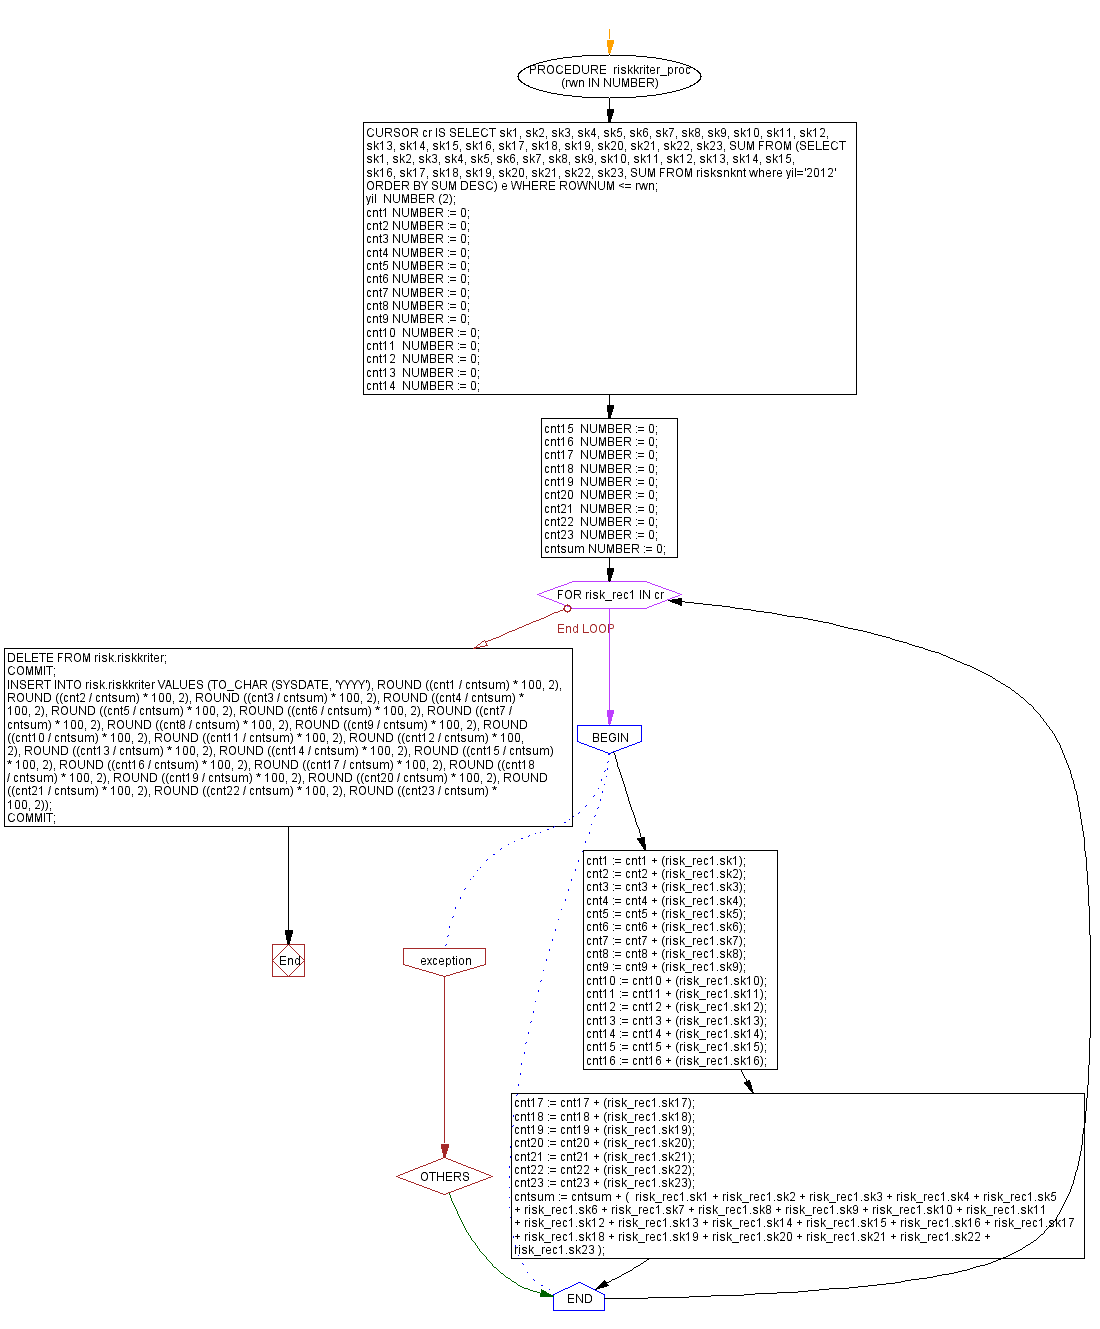 PROCEDURE  riskkriter_proc
(rwn IN NUMBER)
CURSOR cr IS SELECT sk1, sk2, sk3, sk4, sk5, sk6, sk7, sk8, sk9, sk10, sk11, sk12,
sk13, sk14, sk15, sk16, sk17, sk18, sk19, sk20, sk21, sk22, sk23, SUM FROM (SELECT
sk1, sk2, sk3, sk4, sk5, sk6, sk7, sk8, sk9, sk10, sk11, sk12, sk13, sk14, sk15,
sk16, sk17, sk18, sk19, sk20, sk21, sk22, sk23, SUM FROM risksnknt where yil='2012'
ORDER BY SUM DESC) e WHERE ROWNUM <= rwn;
yil  NUMBER (2);
cnt1 NUMBER := 0;
cnt2 NUMBER := 0;
cnt3 NUMBER := 0;
cnt4 NUMBER := 0;
cnt5 NUMBER := 0;
cnt6 NUMBER := 0;
cnt7 NUMBER := 0;
cnt8 NUMBER := 0;
cnt9 NUMBER := 0;
cnt10  NUMBER := 0;
cnt11  NUMBER := 0;
cnt12  NUMBER := 0;
cnt13  NUMBER := 0;
cnt14  NUMBER := 0;
cnt15  NUMBER := 0;
cnt16  NUMBER := 0;
cnt17  NUMBER := 0;
cnt18  NUMBER := 0;
cnt19  NUMBER := 0;
cnt20  NUMBER := 0;
cnt21  NUMBER := 0;
cnt22  NUMBER := 0;
cnt23  NUMBER := 0;
cntsum NUMBER := 0;
FOR risk_rec1 IN cr
End LOOP
DELETE FROM risk.riskkriter;
COMMIT;
INSERT INTO risk.riskkriter VALUES (TO_CHAR (SYSDATE, 'YYYY'), ROUND ((cnt1 / cntsum) * 100, 2),
ROUND ((cnt2 / cntsum) * 100, 2), ROUND ((cnt3 / cntsum) * 100, 2), ROUND ((cnt4 / cntsum) *
100, 2), ROUND ((cnt5 / cntsum) * 100, 2), ROUND ((cnt6 / cntsum) * 100, 2), ROUND ((cnt7 /
cntsum) * 100, 2), ROUND ((cnt8 / cntsum) * 100, 2), ROUND ((cnt9 / cntsum) * 100, 2), ROUND
((cnt10 / cntsum) * 100, 2), ROUND ((cnt11 / cntsum) * 100, 2), ROUND ((cnt12 / cntsum) * 100,
2), ROUND ((cnt13 / cntsum) * 100, 2), ROUND ((cnt14 / cntsum) * 100, 2), ROUND ((cnt15 / cntsum)
* 100, 2), ROUND ((cnt16 / cntsum) * 100, 2), ROUND ((cnt17 / cntsum) * 100, 2), ROUND ((cnt18
/ cntsum) * 100, 2), ROUND ((cnt19 / cntsum) * 100, 2), ROUND ((cnt20 / cntsum) * 100, 2), ROUND
((cnt21 / cntsum) * 100, 2), ROUND ((cnt22 / cntsum) * 100, 2), ROUND ((cnt23 / cntsum) *
100, 2));
COMMIT;
BEGIN
cnt1 := cnt1 + (risk_rec1.sk1);
cnt2 := cnt2 + (risk_rec1.sk2);
cnt3 := cnt3 + (risk_rec1.sk3);
cnt4 := cnt4 + (risk_rec1.sk4);
cnt5 := cnt5 + (risk_rec1.sk5);
cnt6 := cnt6 + (risk_rec1.sk6);
cnt7 := cnt7 + (risk_rec1.sk7);
cnt8 := cnt8 + (risk_rec1.sk8);
cnt9 := cnt9 + (risk_rec1.sk9);
cnt10 := cnt10 + (risk_rec1.sk10);
cnt11 := cnt11 + (risk_rec1.sk11);
cnt12 := cnt12 + (risk_rec1.sk12);
cnt13 := cnt13 + (risk_rec1.sk13);
cnt14 := cnt14 + (risk_rec1.sk14);
cnt15 := cnt15 + (risk_rec1.sk15);
cnt16 := cnt16 + (risk_rec1.sk16);
End
exception
cnt17 := cnt17 + (risk_rec1.sk17);
cnt18 := cnt18 + (risk_rec1.sk18);
cnt19 := cnt19 + (risk_rec1.sk19);
cnt20 := cnt20 + (risk_rec1.sk20);
cnt21 := cnt21 + (risk_rec1.sk21);
cnt22 := cnt22 + (risk_rec1.sk22);
cnt23 := cnt23 + (risk_rec1.sk23);
cntsum := cntsum + (  risk_rec1.sk1 + risk_rec1.sk2 + risk_rec1.sk3 + risk_rec1.sk4 + risk_rec1.sk5
+ risk_rec1.sk6 + risk_rec1.sk7 + risk_rec1.sk8 + risk_rec1.sk9 + risk_rec1.sk10 + risk_rec1.sk11
+ risk_rec1.sk12 + risk_rec1.sk13 + risk_rec1.sk14 + risk_rec1.sk15 + risk_rec1.sk16 + risk_rec1.sk17
+ risk_rec1.sk18 + risk_rec1.sk19 + risk_rec1.sk20 + risk_rec1.sk21 + risk_rec1.sk22 +
risk_rec1.sk23 );
OTHERS
END